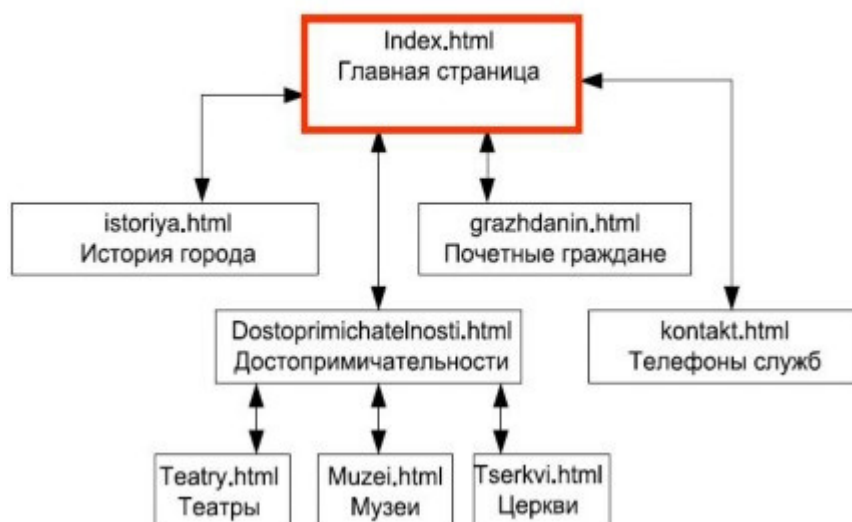 Index.html
Главная страница
istoriya.html
История города
grazhdanin.html
Почетные граждане
Dostoprimichatelnosti.html
Достопримичательности
kontakt.html
Телефоны служб
Teatry.html
Театры
Muzei.html
Музеи
Tserkvi.html
Церкви